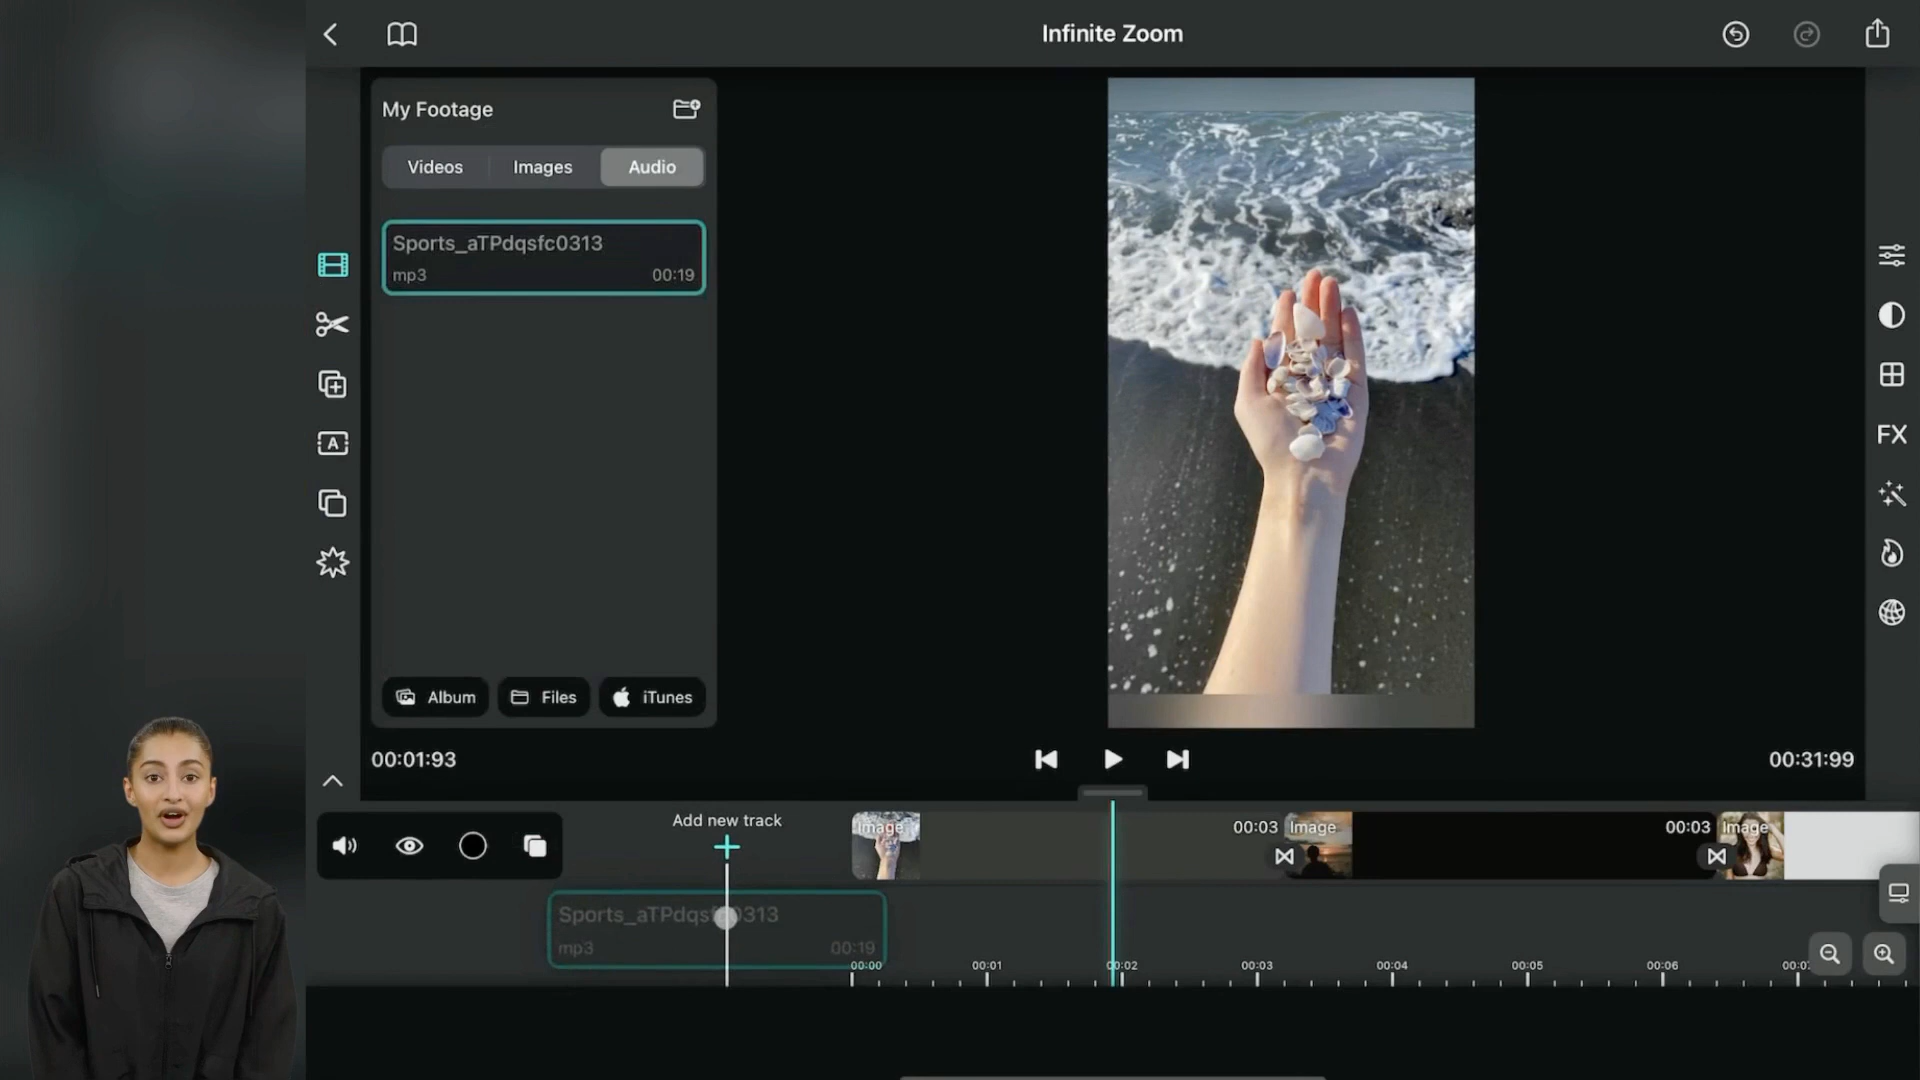 Infinite Zoom
My Footage
Videos Images Audio
Sports_aTPdqsfc0313
mp3 00:19
FX
Album Files iTunes
00:01:93 00:31:99
Add new track
Image 00:03 Image 00:03 Image
Sports_aTPdqsfc0313
mp3 00:19
00:00 00:01 00:02 00:03 00:04 00:05 00:06